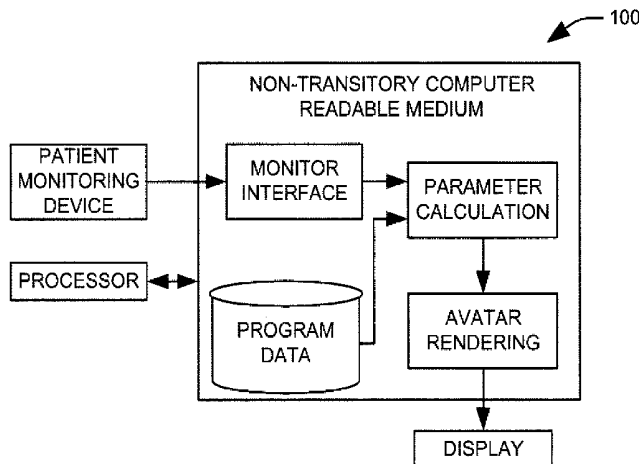 100
NON-TRANSITORY COMPUTER
READABLE MEDIUM
PATIENT
MONITORING
DEVICE
MONITOR
INTERFACE
PARAMETER
CALCULATION
PROCESSOR
PROGRAM
DATA
AVATAR
RENDERING
DISPLAY